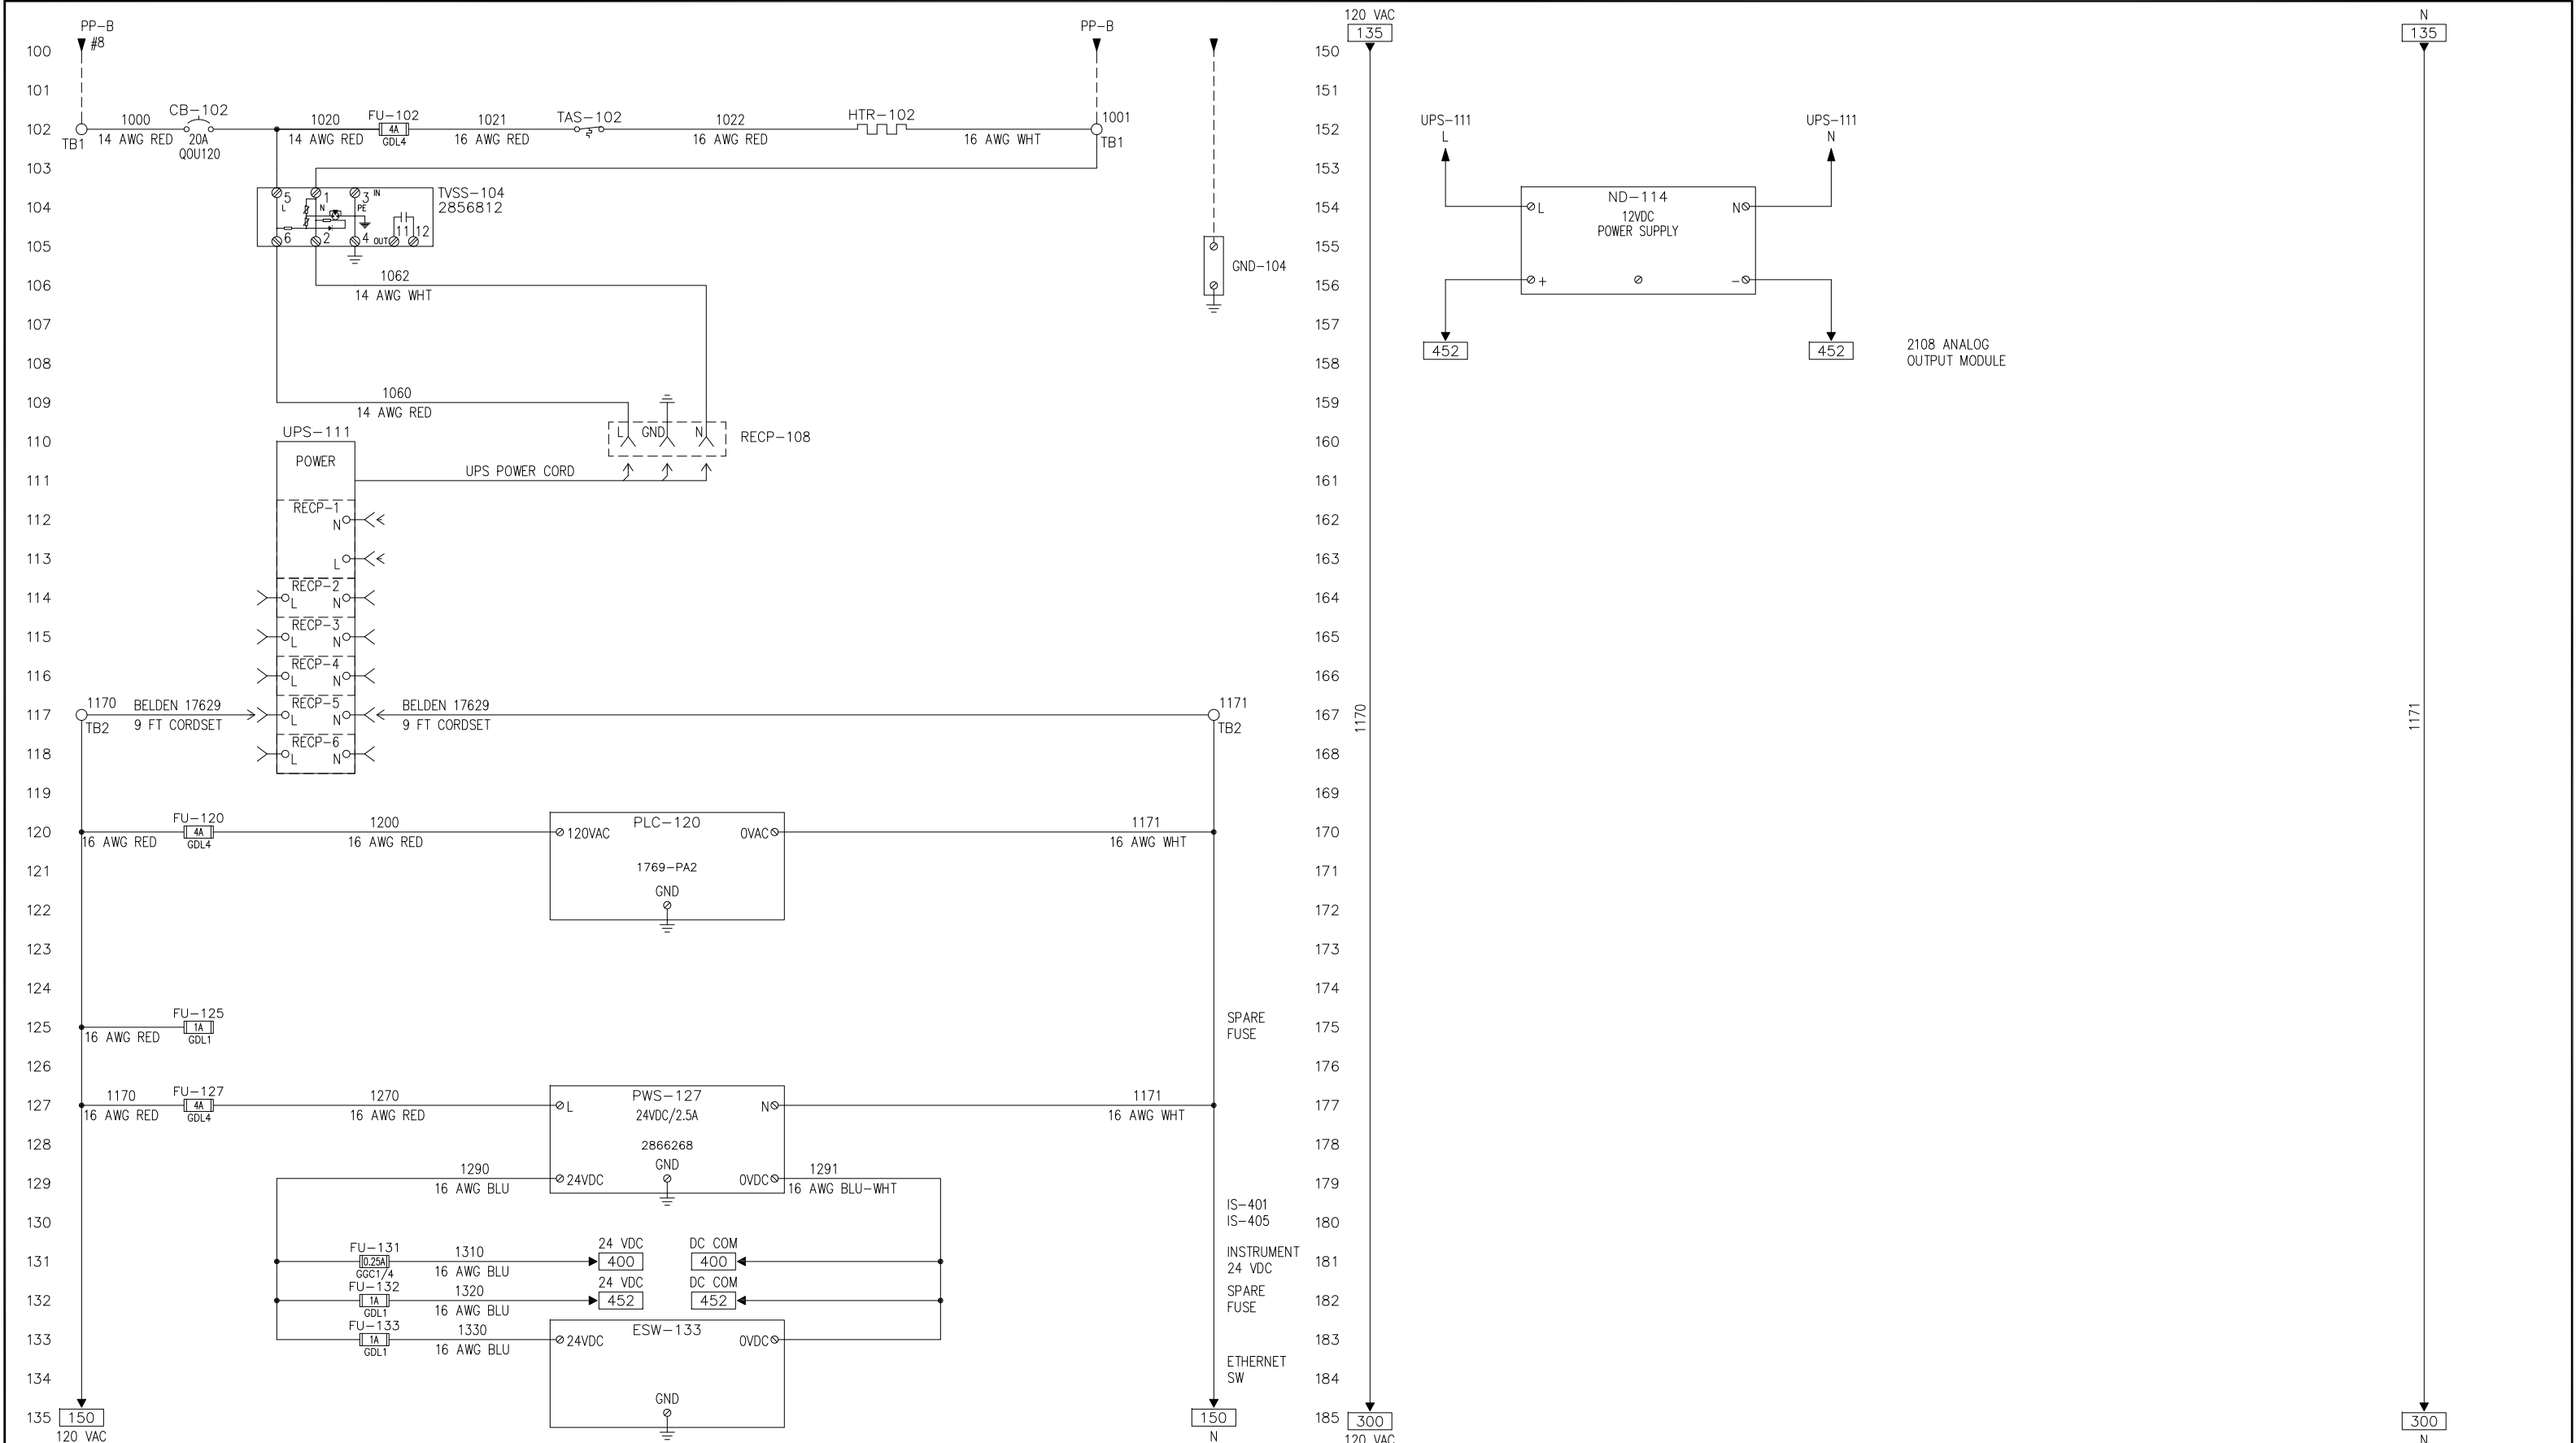 PP-B
#8
PP-B
100
101
CB-102
1000
1020
FU-102
1021
TAS-102
1022
HTR-102
1001
102
4A
TB1
14 AWG RED
20A
QOU120
14 AWG RED
GDL4
16 AWG RED
16 AWG RED
16 AWG WHT
TB1
103
5
1
3
IN
TVSS-104
L
N
PE
2856812
104
11
12
6
2
4
OUT
105
GND-104
1062
106
14 AWG WHT
107
108
1060
109
14 AWG RED
UPS-111
L
GND
N
RECP-108
110
POWER
UPS POWER CORD
111
RECP-1
112
N
113
L
RECP-2
114
L
N
RECP-3
115
L
N
RECP-4
116
L
N
1170
BELDEN 17629
RECP-5
BELDEN 17629
1171
117
L
N
TB2
9 FT CORDSET
9 FT CORDSET
TB2
RECP-6
118
L
N
119
FU-120
1200
PLC-120
1171
120
4A
120VAC
0VAC
16 AWG RED
GDL4
16 AWG RED
16 AWG WHT
121
1769-PA2
GND
122
123
124
FU-125
SPARE
FUSE
125
1A
16 AWG RED
GDL1
126
1170
FU-127
1270
PWS-127
1171
127
4A
L
24VDC/2.5A
N
16 AWG RED
GDL4
16 AWG RED
16 AWG WHT
128
2866268
GND
1290
1291
129
16 AWG BLU
24VDC
0VDC
16 AWG BLU-WHT
IS-401
IS-405
130
FU-131
1310
24 VDC
DC COM
INSTRUMENT
24 VDC
131
0.25A
400
400
GGC1/4
16 AWG BLU
FU-132
1320
24 VDC
DC COM
SPARE
FUSE
132
1A
452
452
GDL1
16 AWG BLU
FU-133
1330
ESW-133
133
1A
24VDC
0VDC
GDL1
16 AWG BLU
ETHERNET
SW
134
GND
135
150
120 VAC
150
N
120 VAC
135
N
135
150
151
UPS-111
L
UPS-111
N
152
153
ND-114
154
L
12VDC
POWER SUPPLY
N
155
156
+
-
157
2108 ANALOG
OUTPUT MODULE
158
452
452
159
160
161
162
163
164
165
166
167
1170
1171
168
169
170
171
172
173
174
175
176
177
178
179
180
181
182
183
184
185
300
120 VAC
300
N